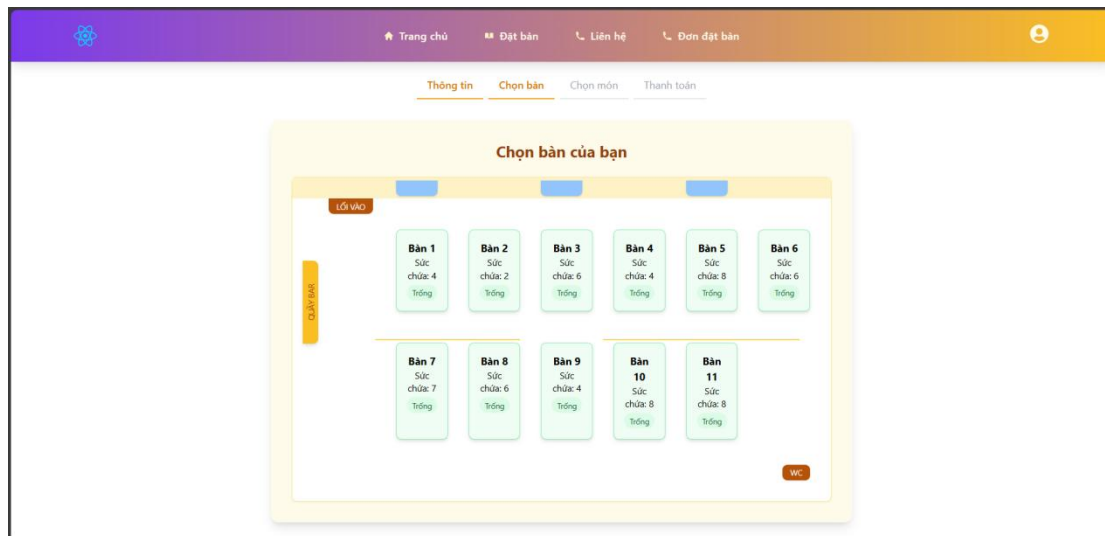 Trang chủ Đặt bàn Liên hệ Đơn đặt bàn
Thông tin Chọn bàn Chọn món Thanh toán
Chọn bàn của bạn
LỐI VÀO
QUẦY BAR
Bàn 1
Sức
chứa: 4
Trống
Bàn 2
Sức
chứa: 2
Trống
Bàn 3
Sức
chứa: 6
Trống
Bàn 4
Sức
chứa: 4
Trống
Bàn 5
Sức
chứa: 8
Trống
Bàn 6
Sức
chứa: 6
Trống
Bàn 7
Sức
chứa: 7
Trống
Bàn 8
Sức
chứa: 6
Trống
Bàn 9
Sức
chứa: 4
Trống
Bàn
10
Sức
chứa: 8
Trống
Bàn
11
Sức
chứa: 8
Trống
WC